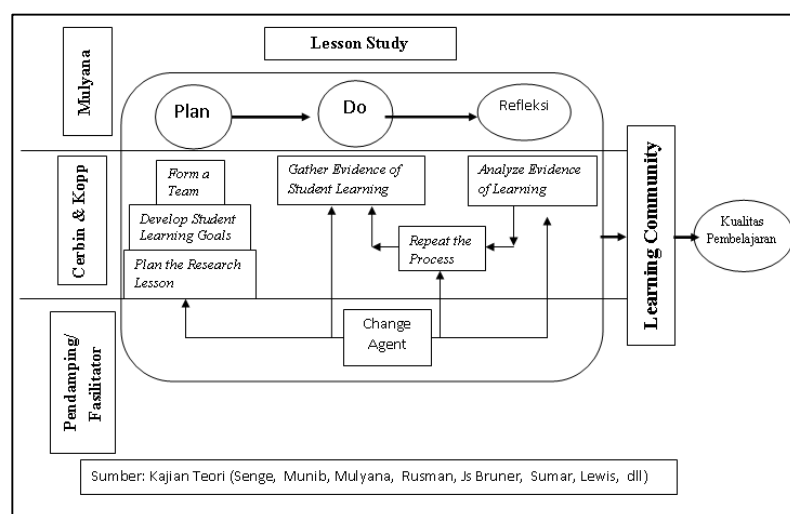 Lesson Study
Mulyana
Plan
Do
Refleksi
Cerbin & Kopp
Form a
Team
Develop Student
Learning Goals
Plan the Research
Lesson
Gather Evidence of
Student Learning
Analyze Evidence
of Learning
Repeat the
Process
Learning Community
Kualitas
Pembelajaran
Pendamping/
Fasilitator
Change
Agent
Sumber: Kajian Teori (Senge, Munib, Mulyana, Rusman, Js Bruner, Sumar, Lewis, dll)